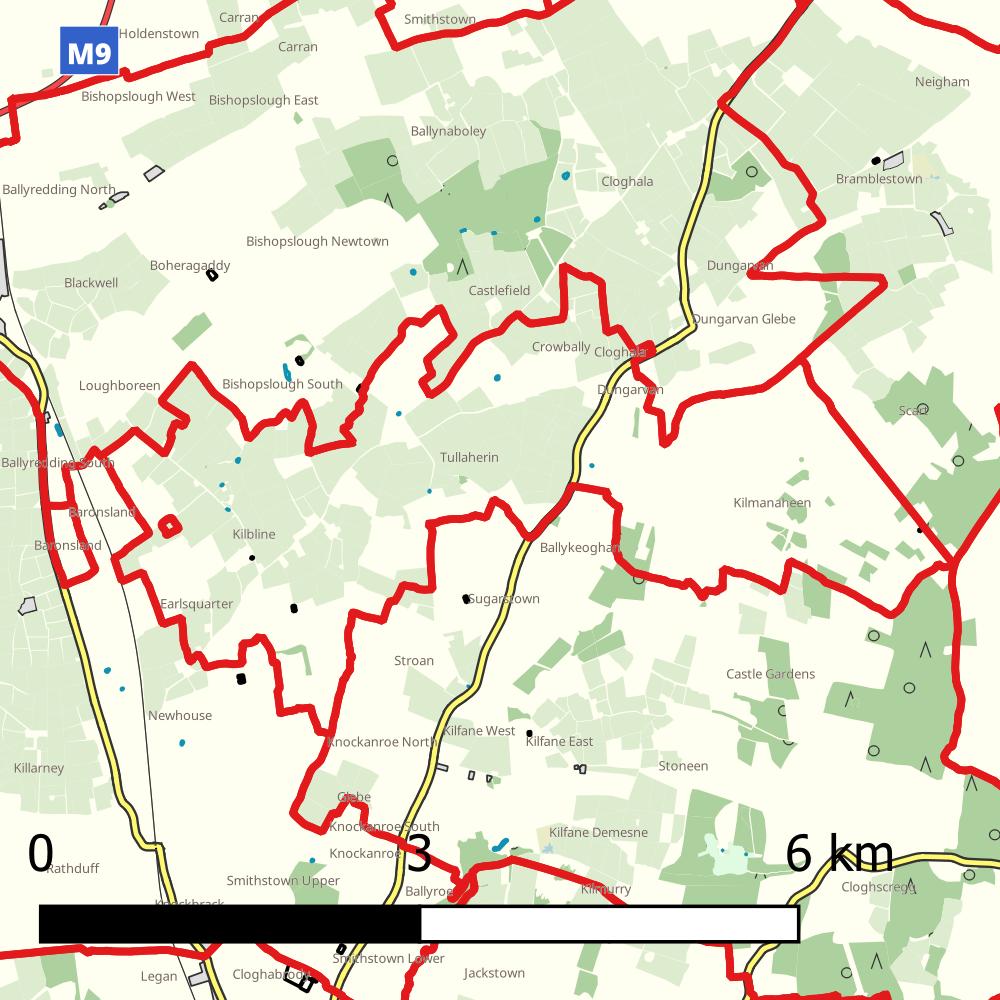 Carran
Smithstown
Holdenstown
Carran
M9
Neigham
Bishopslough West
Bishopslough East
Ballynaboley
Cloghala
Bramblestown
Ballyredding North
Bishopslough Newtown
Boheragaddy
Dungarvan
Blackwell
Castlefield
Dungarvan Glebe
Crowbally
Cloghala
Loughboreen
Bishopslough South
Dungarvan
Scart
Ballyredding South
Tullaherin
Kilmanaheen
Baronsland
Kilbline
Baronsland
Ballykeoghan
Earlsquarter
Sugarstown
Stroan
Castle Gardens
Newhouse
Kilfane West
Knockanroe North
Kilfane East
Killarney
Stoneen
Glebe
Knockanroe South
Kilfane Demesne
0
3
6 km
Knockanroe
Rathduff
Smithstown Upper
Ballyroe
Kilmurry
Cloghscregg
Knockbrack
Smithstown Lower
Legan
Cloghabrody
Jackstown